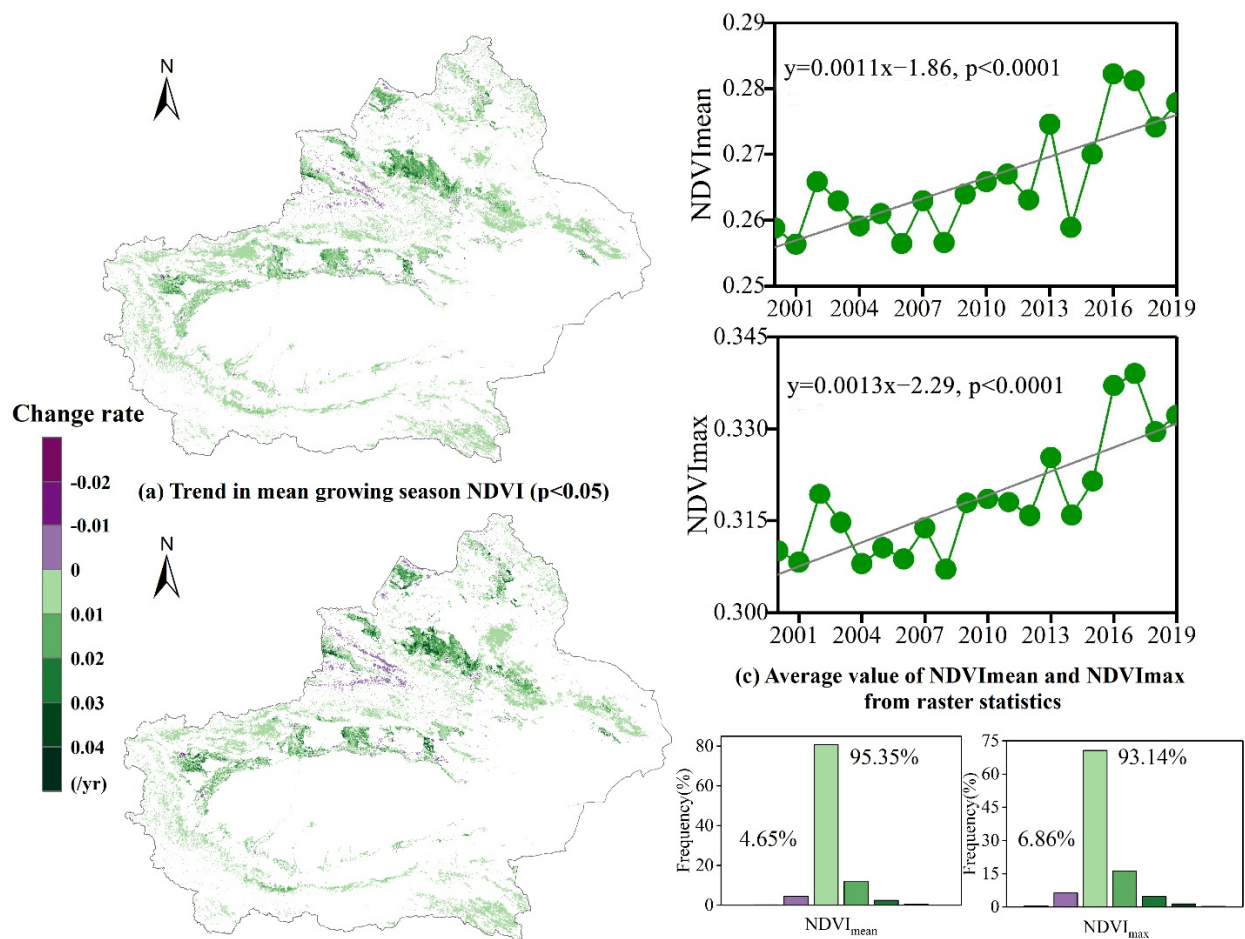 N
(a) Trend in mean growing season NDVI (p<0.05)
Change rate
-0.02
-0.01
0
0.01
0.02
0.03
0.04
(/yr)
N
0.29
0.28
0.27
0.26
0.25
NDVImean
y=0.0011x−1.86, p<0.0001
2001 2004 2007 2010 2013 2016 2019
0.345
0.330
0.315
0.300
NDVImax
y=0.0013x−2.29, p<0.0001
2001 2004 2007 2010 2013 2016 2019
(c) Average value of NDVImean and NDVImax
from raster statistics
80
60
40
20
0
Frequency(%)
4.65%
95.35%
NDVImean
75
60
45
30
15
0
Frequency(%)
6.86%
93.14%
NDVImax